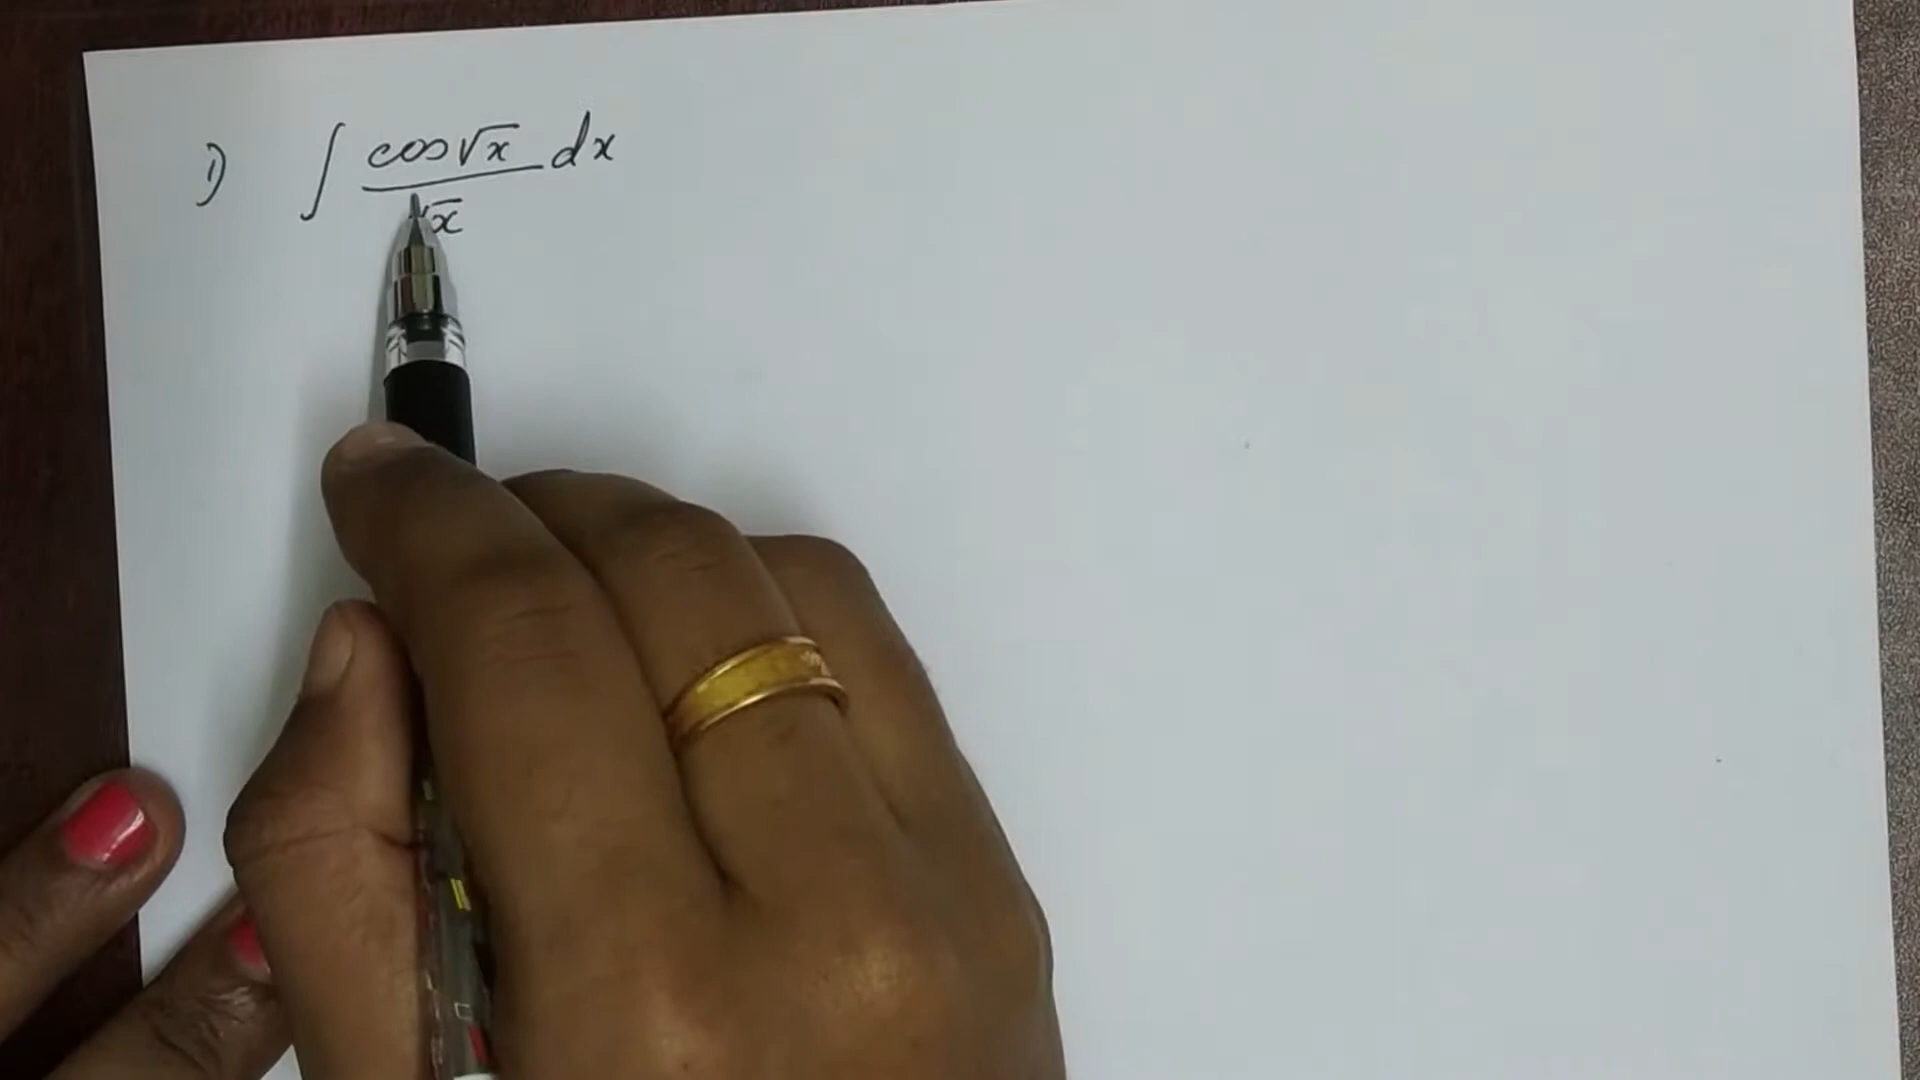 1) ∫ cos√x / √x dx